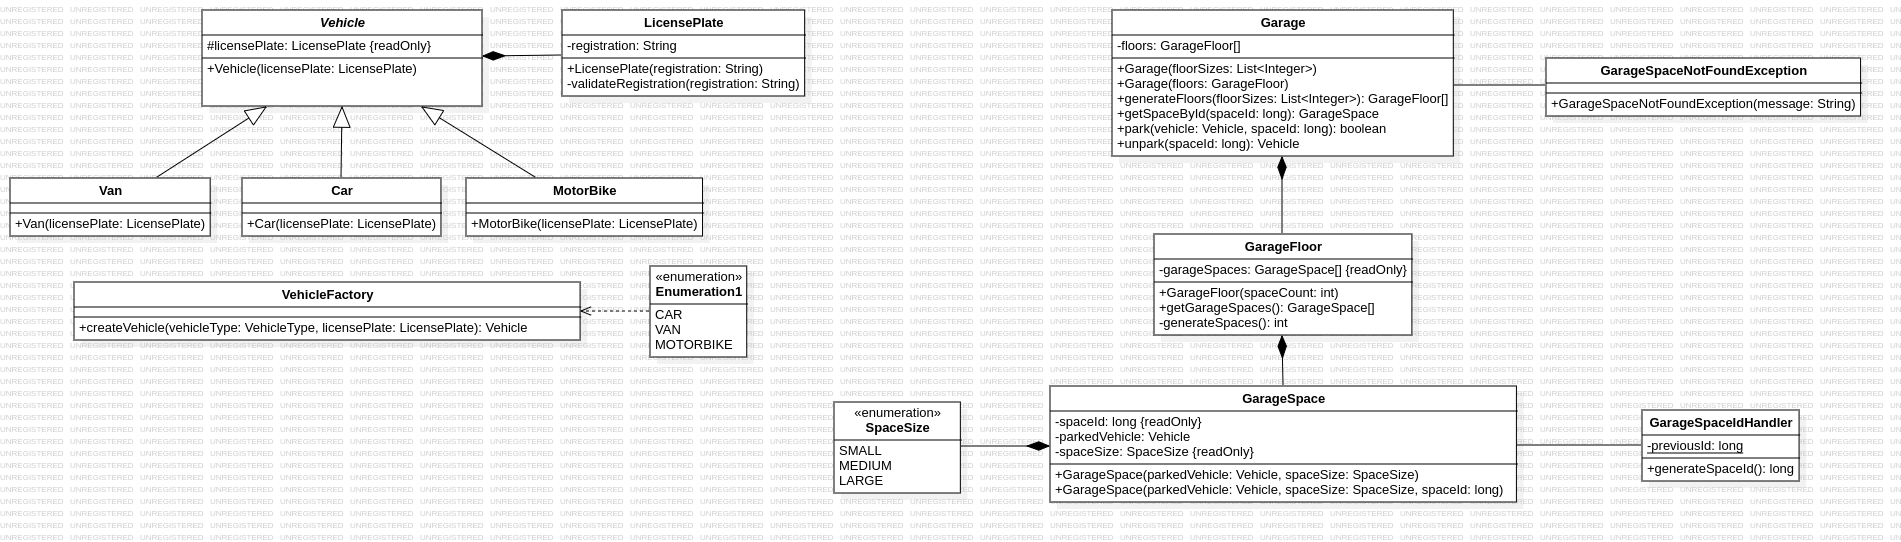 Vehicle
#licensePlate: LicensePlate {readOnly}
+Vehicle(licensePlate: LicensePlate)
LicensePlate
-registration: String
+LicensePlate(registration: String)
-validateRegistration(registration: String)
Garage
-floors: GarageFloor[]
+Garage(floorSizes: List<Integer>)
+Garage(floors: GarageFloor)
+generateFloors(floorSizes: List<Integer>): GarageFloor[]
+getSpaceById(spaceId: long): GarageSpace
+park(vehicle: Vehicle, spaceId: long): boolean
+unpark(spaceId: long): Vehicle
GarageSpaceNotFoundException
+GarageSpaceNotFoundException(message: String)
Van
+Van(licensePlate: LicensePlate)
Car
+Car(licensePlate: LicensePlate)
MotorBike
+MotorBike(licensePlate: LicensePlate)
GarageFloor
-garageSpaces: GarageSpace[] {readOnly}
+GarageFloor(spaceCount: int)
+getGarageSpaces(): GarageSpace[]
-generateSpaces(): int
VehicleFactory
+createVehicle(vehicleType: VehicleType, licensePlate: LicensePlate): Vehicle
«enumeration»
Enumeration1
CAR
VAN
MOTORBIKE
«enumeration»
SpaceSize
SMALL
MEDIUM
LARGE
GarageSpace
-spaceId: long {readOnly}
-parkedVehicle: Vehicle
-spaceSize: SpaceSize {readOnly}
+GarageSpace(parkedVehicle: Vehicle, spaceSize: SpaceSize)
+GarageSpace(parkedVehicle: Vehicle, spaceSize: SpaceSize, spaceId: long)
GarageSpaceIdHandler
-previousId: long
+generateSpaceId(): long
UNREGISTERED